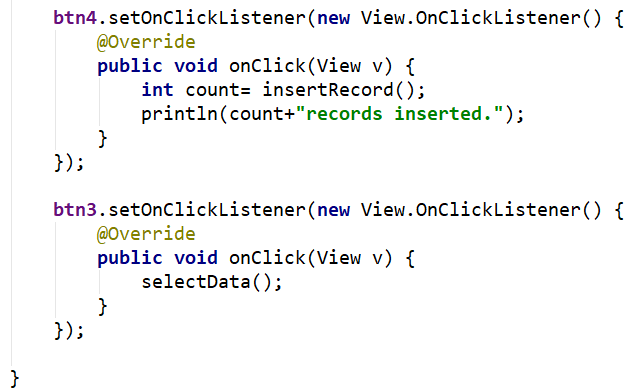 btn4.setOnClickListener(new View.OnClickListener() {
@Override
public void onClick(View v) {
int count= insertRecord();
println(count+"records inserted.");
}
});
btn3.setOnClickListener(new View.OnClickListener() {
@Override
public void onClick(View v) {
selectData();
}
});
}